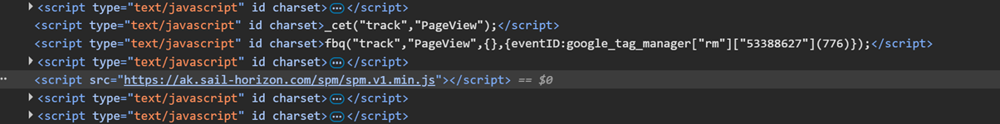 <script type="text/javascript" id charset>…</script>
<script type="text/javascript" id charset>_cet("track","PageView");</script>
<script type="text/javascript" id charset>fbq("track","PageView",{},{eventID:google_tag_manager["rm"]["53388627"](776)});</script>
<script type="text/javascript" id charset>…</script>
<script src="https://ak.sail-horizon.com/spm/spm.v1.min.js"></script> == $0
<script type="text/javascript" id charset>…</script>
<script type="text/javascript" id charset>…</script>